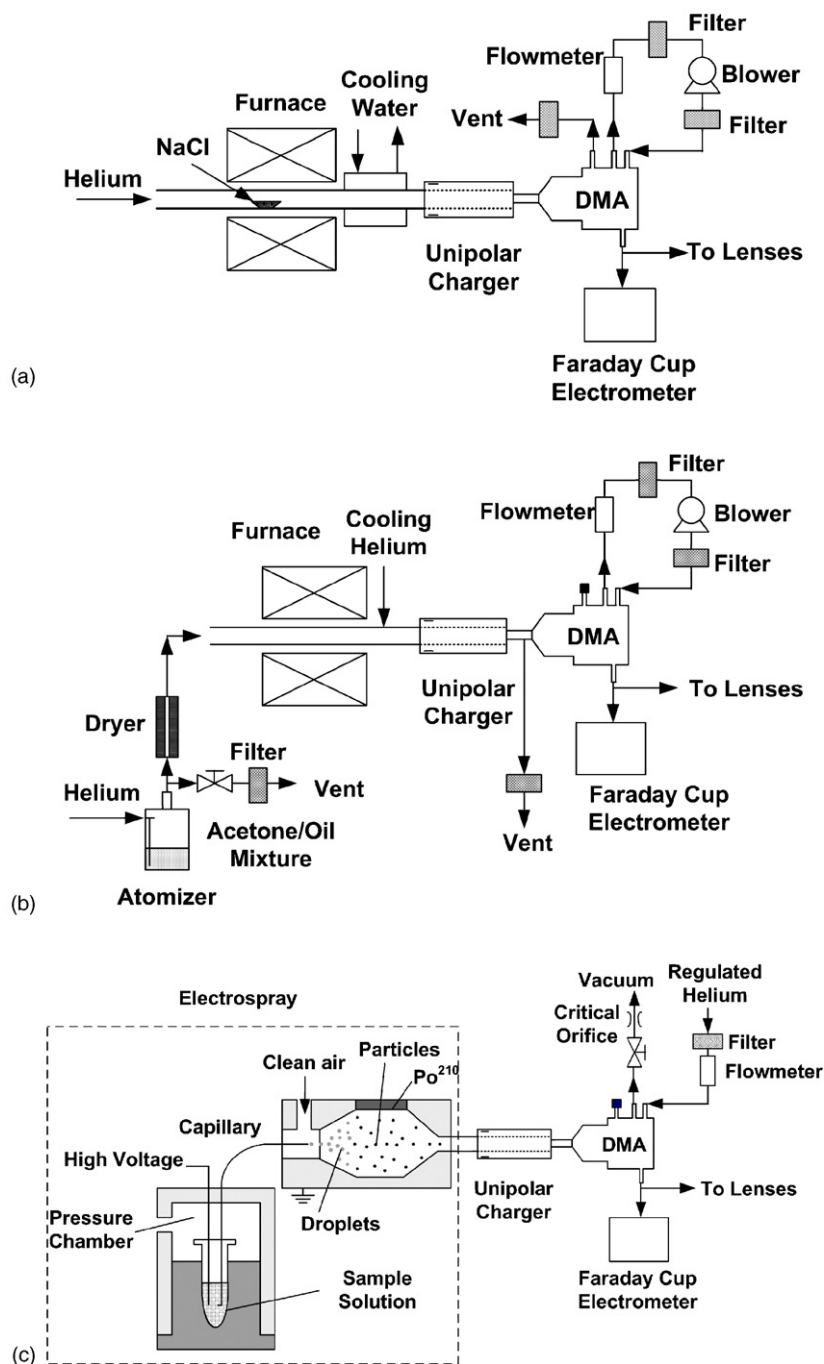 Filter
Flowmeter
Blower
Cooling
Water
Furnace
Vent
Filter
NaCl
Helium
DMA
Unipolar
Charger
To Lenses
Faraday Cup
Electrometer
(a)
Filter
Cooling
Helium
Flowmeter
Blower
Furnace
Filter
DMA
Unipolar
Charger
To Lenses
Dryer
Filter
Helium
Vent
Faraday Cup
Electrometer
Acetone/Oil
Mixture
Vent
Atomizer
(b)
Vacuum
Regulated
Helium
Electrospray
Critical
Orifice
Filter
Clean air
Particles
Po210
Flowmeter
Capillary
DMA
High Voltage
Unipolar
Charger
To Lenses
Droplets
Pressure
Chamber
Sample
Solution
Faraday Cup
Electrometer
(c)